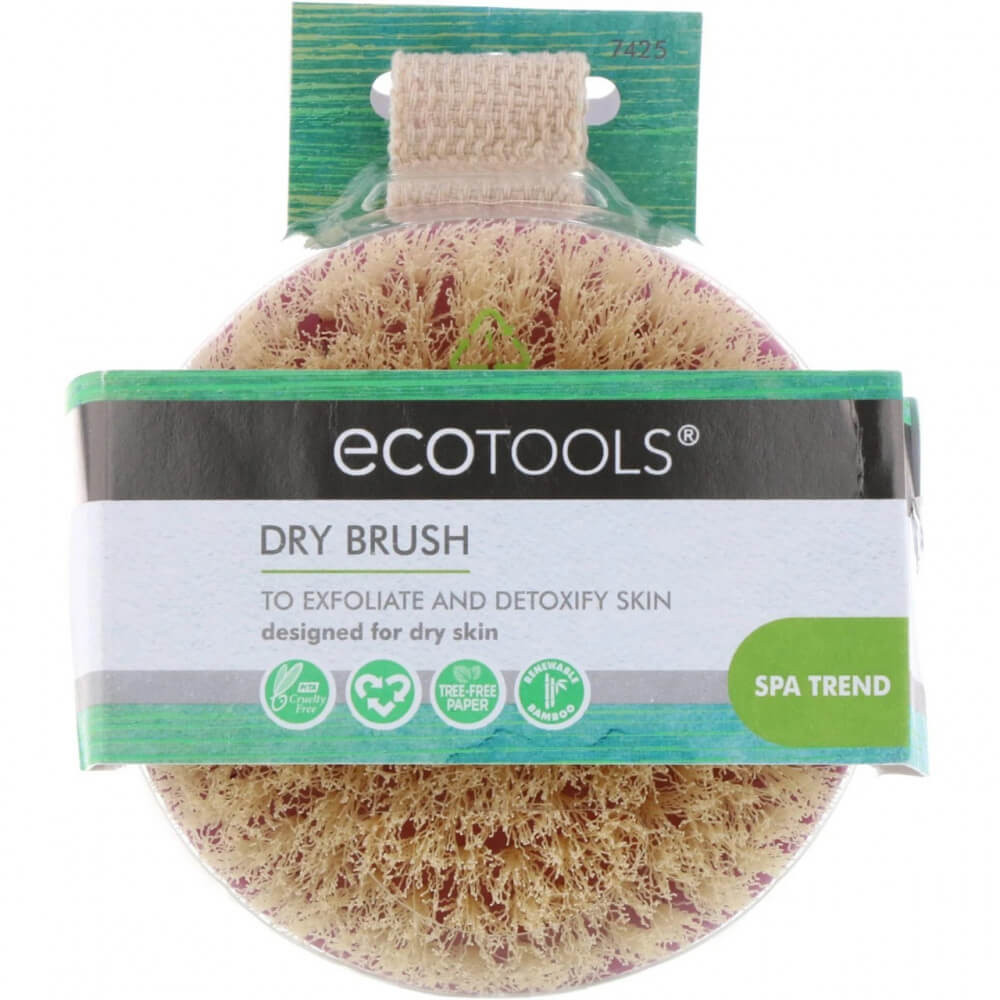 7425
ecoTOOLS®
DRY BRUSH
TO EXFOLIATE AND DETOXIFY SKIN
designed for dry skin
PETA
Cruelty
Free
TREE-FREE
PAPER
RENEWABLE
BAMBOO
SPA TREND